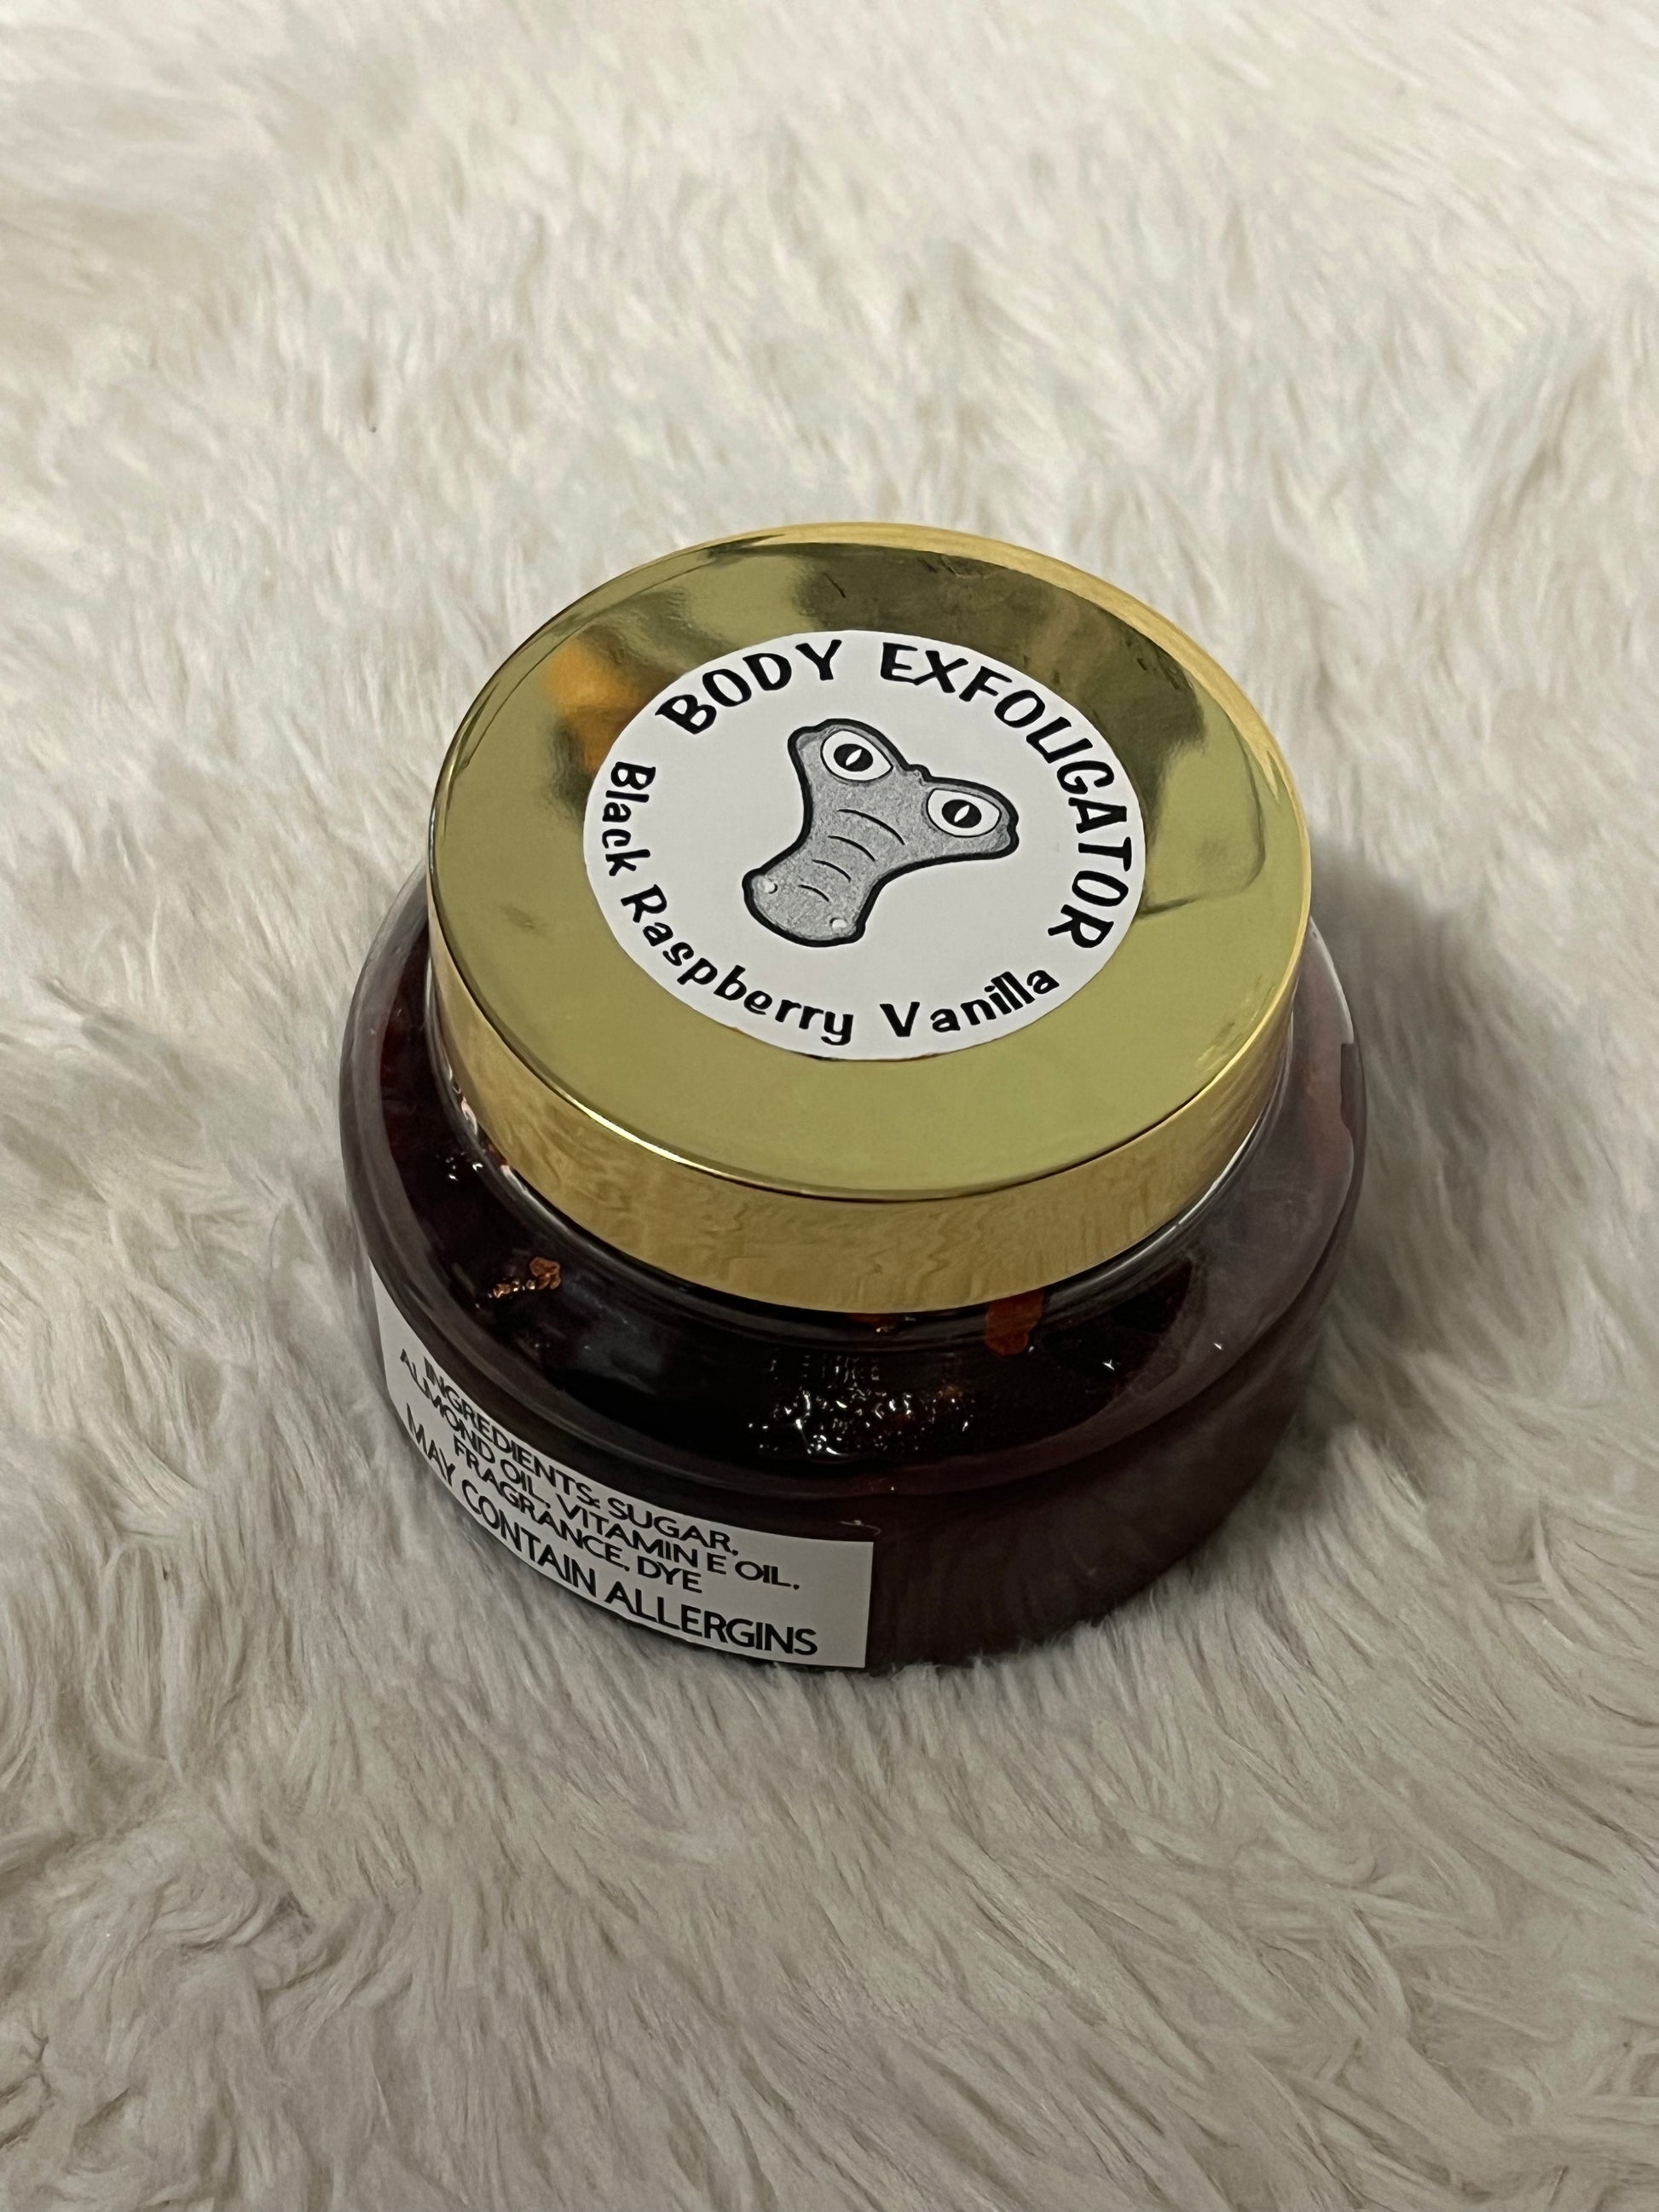 BODY EXFOLIGATOR
Black Raspberry Vanilla
INGREDIENTS: SUGAR,
ALMOND OIL, VITAMIN E OIL,
FRAGRANCE, DYE
MAY CONTAIN ALLERGINS